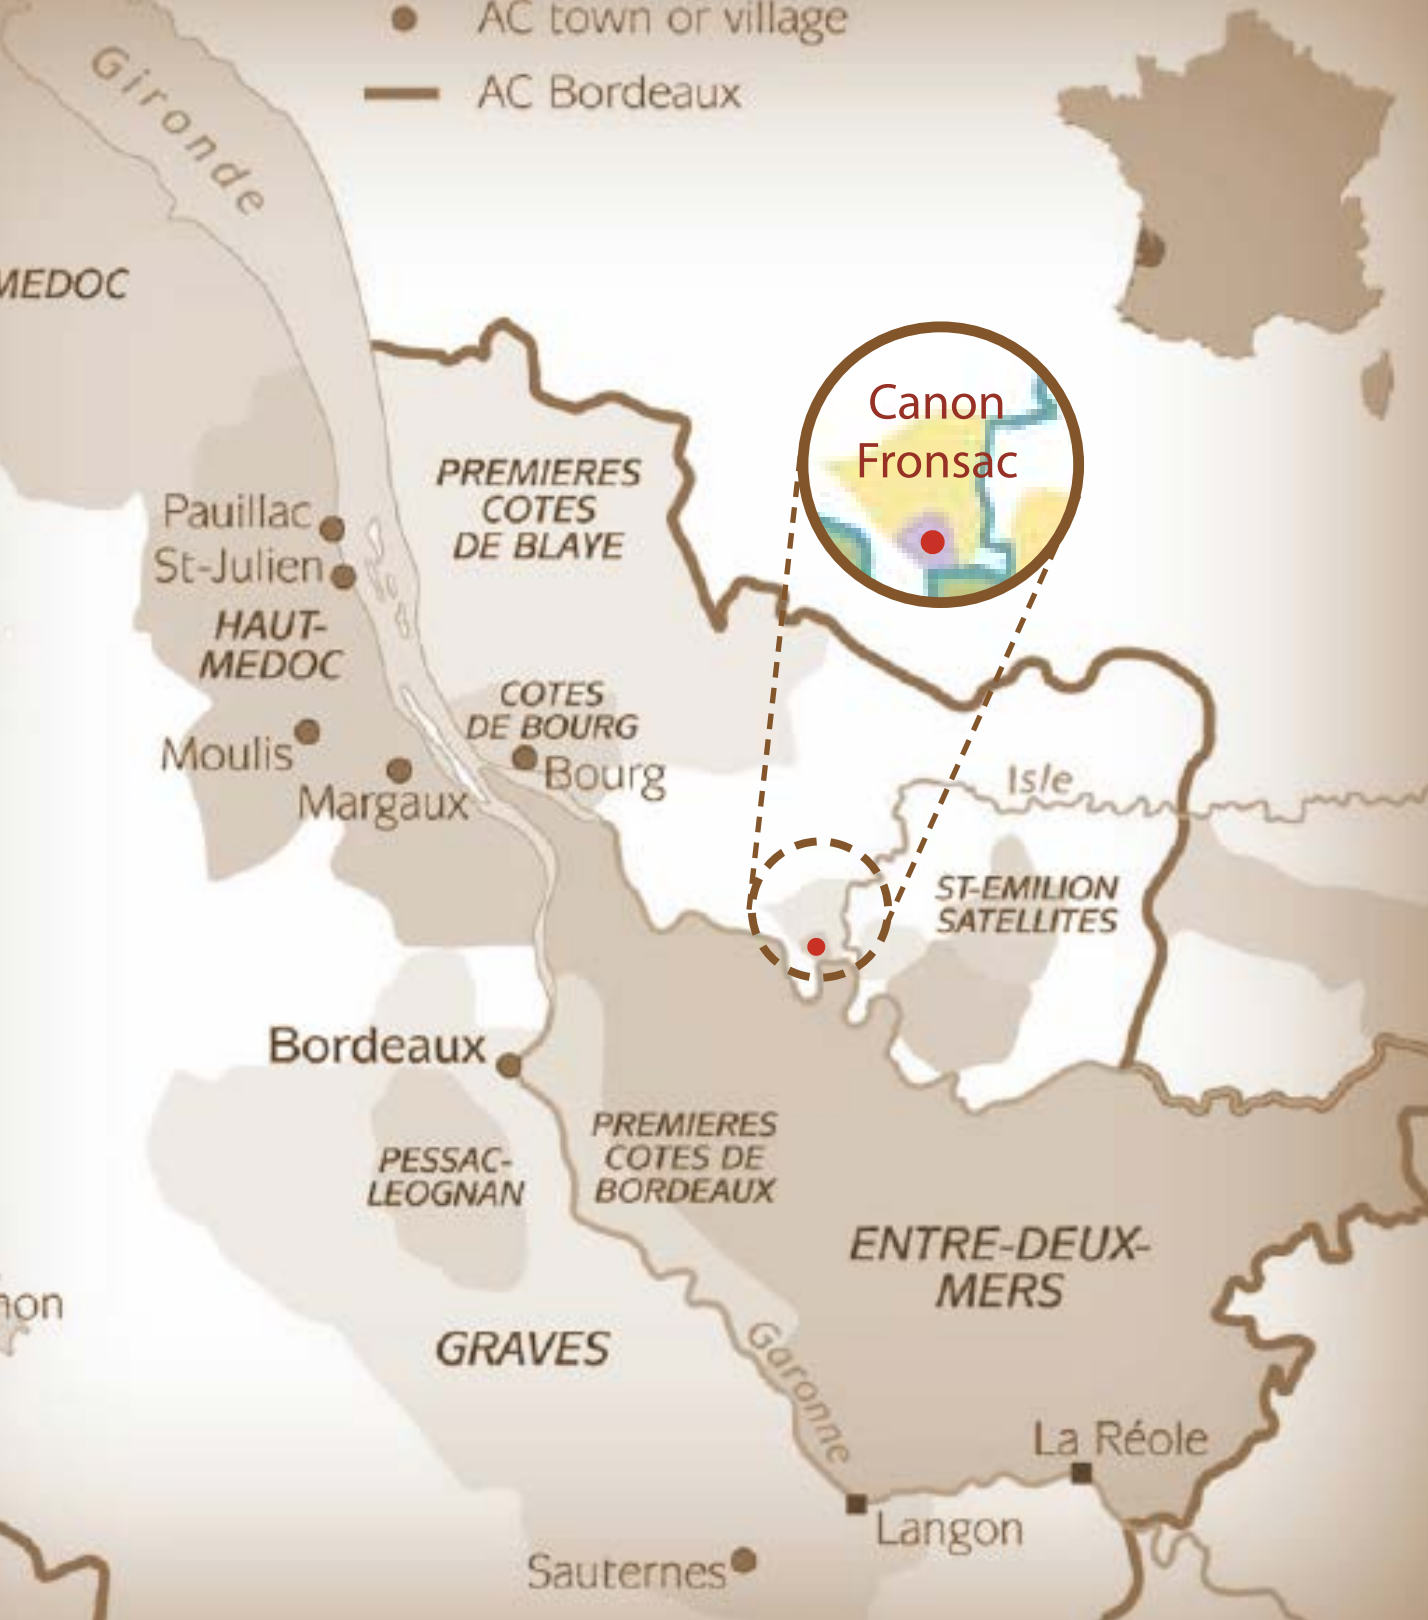 AC town or village
AC Bordeaux
Gironde
MEDOC
Canon
Fronsac
PREMIERES
COTES
DE BLAYE
Pauillac
St-Julien
HAUT-
MEDOC
COTES
DE BOURG
Bourg
Moulis
Margaux
Isle
ST-EMILION
SATELLITES
Bordeaux
PREMIERES
COTES DE
BORDEAUX
PESSAC-
LEOGNAN
ENTRE-DEUX-
MERS
non
GRAVES
Garonne
La Réole
Langon
Sauternes